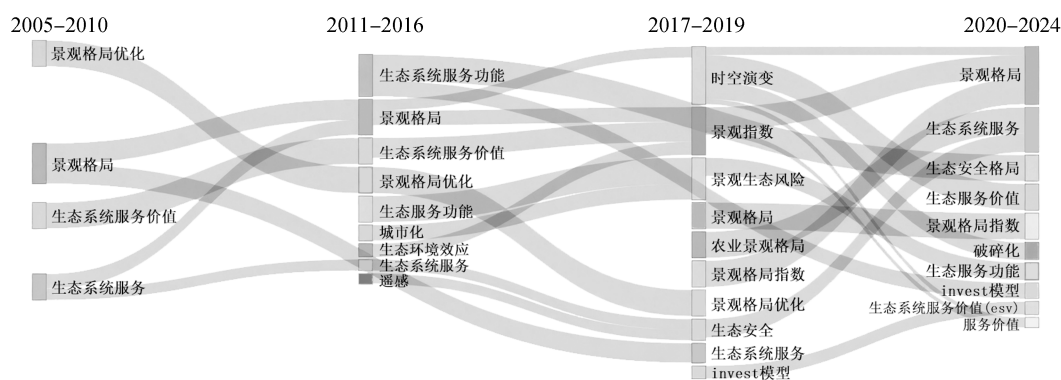 2005-2010
2011-2016
2017-2019
2020-2024
景观格局优化
景观格局
生态系统服务价值
生态系统服务
生态系统服务功能
景观格局
生态系统服务价值
景观格局优化
生态服务功能
城市化
生态环境效应
生态系统服务
遥感
时空演变
景观指数
景观生态风险
景观格局
农业景观格局
景观格局指数
景观格局优化
生态安全
生态系统服务
invest模型
景观格局
生态系统服务
生态安全格局
生态服务价值
景观格局指数
破碎化
生态服务功能
invest模型
生态系统服务价值(esv)
服务价值